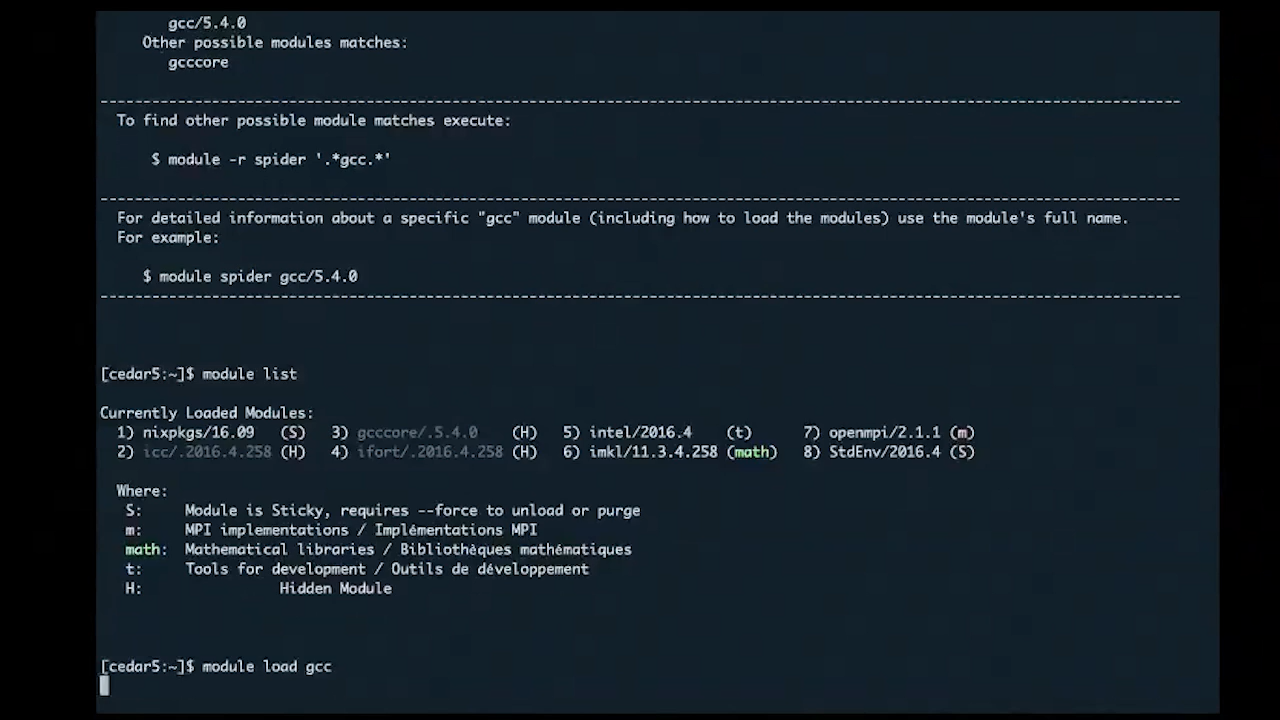 gcc/5.4.0
Other possible modules matches:
gcccore
--------------------------------------------------------------------------------------------------------------------------------
To find other possible module matches execute:
$ module -r spider '.*gcc.*'
--------------------------------------------------------------------------------------------------------------------------------
For detailed information about a specific "gcc" module (including how to load the modules) use the module's full name.
For example:
$ module spider gcc/5.4.0
--------------------------------------------------------------------------------------------------------------------------------
[cedar5:~]$ module list
Currently Loaded Modules:
1) nixpkgs/16.09 (S) 3) gcccore/.5.4.0 (H) 5) intel/2016.4 (t) 7) openmpi/2.1.1 (m)
2) icc/.2016.4.258 (H) 4) ifort/.2016.4.258 (H) 6) imkl/11.3.4.258 (math) 8) StdEnv/2016.4 (S)
Where:
S: Module is Sticky, requires --force to unload or purge
m: MPI implementations / Implémentations MPI
math: Mathematical libraries / Bibliothèques mathématiques
t: Tools for development / Outils de développement
H: Hidden Module
[cedar5:~]$ module load gcc